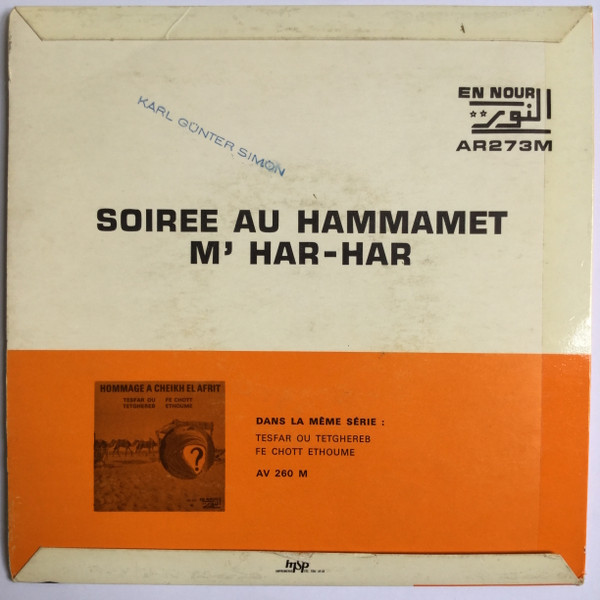 KARL GÜNTER SIMON
EN NOUR
النور
AR273M
SOIREE AU HAMMAMET
M' HAR-HAR
HOMMAGE A CHEIKH EL AFRIT
TESFAR OU FE CHOTT
TETGHEREB ETHOUME
?
DANS LA MÊME SÉRIE :
TESFAR OU TETGHEREB
FE CHOTT ETHOUME
AV 260 M
msp